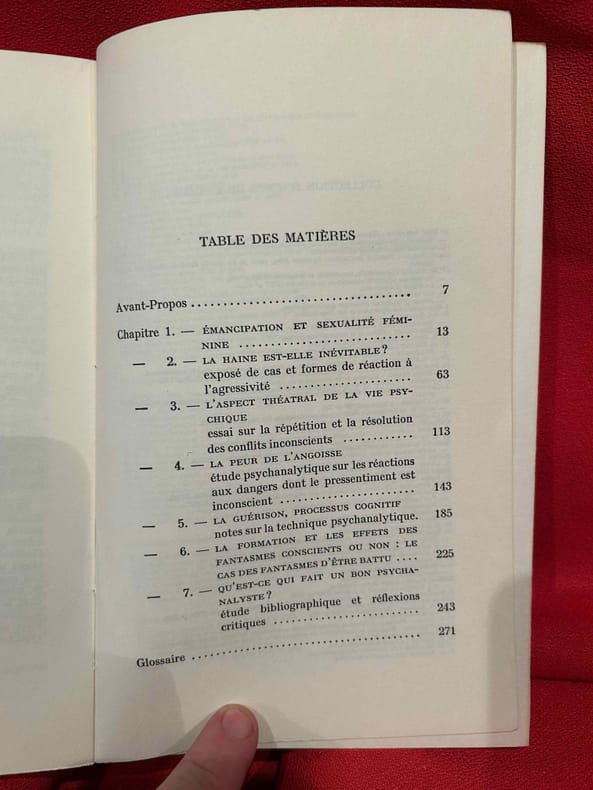 TABLE DES MATIÈRES
Avant-Propos ................................ 7
Chapitre 1. — ÉMANCIPATION ET SEXUALITÉ FÉMI-
NINE ......................... 13
— 2. — LA HAINE EST-ELLE INÉVITABLE ?
exposé de cas et formes de réaction à
l'agressivité ................... 63
— 3. — L'ASPECT THÉATRAL DE LA VIE PSY-
CHIQUE
essai sur la répétition et la résolution
des conflits inconscients ........... 113
— 4. — LA PEUR DE L'ANGOISSE
étude psychanalytique sur les réactions
aux dangers dont le pressentiment est
inconscient .................... 143
— 5. — LA GUÉRISON, PROCESSUS COGNITIF
notes sur la technique psychanalytique. 185
— 6. — LA FORMATION ET LES EFFETS DES
FANTASMES CONSCIENTS OU NON : LE
CAS DES FANTASMES D'ÊTRE BATTU .... 225
— 7. — QU'EST-CE QUI FAIT UN BON PSYCHA-
NALYSTE ?
étude bibliographique et réflexions
critiques ...................... 243
Glossaire .................................. 271